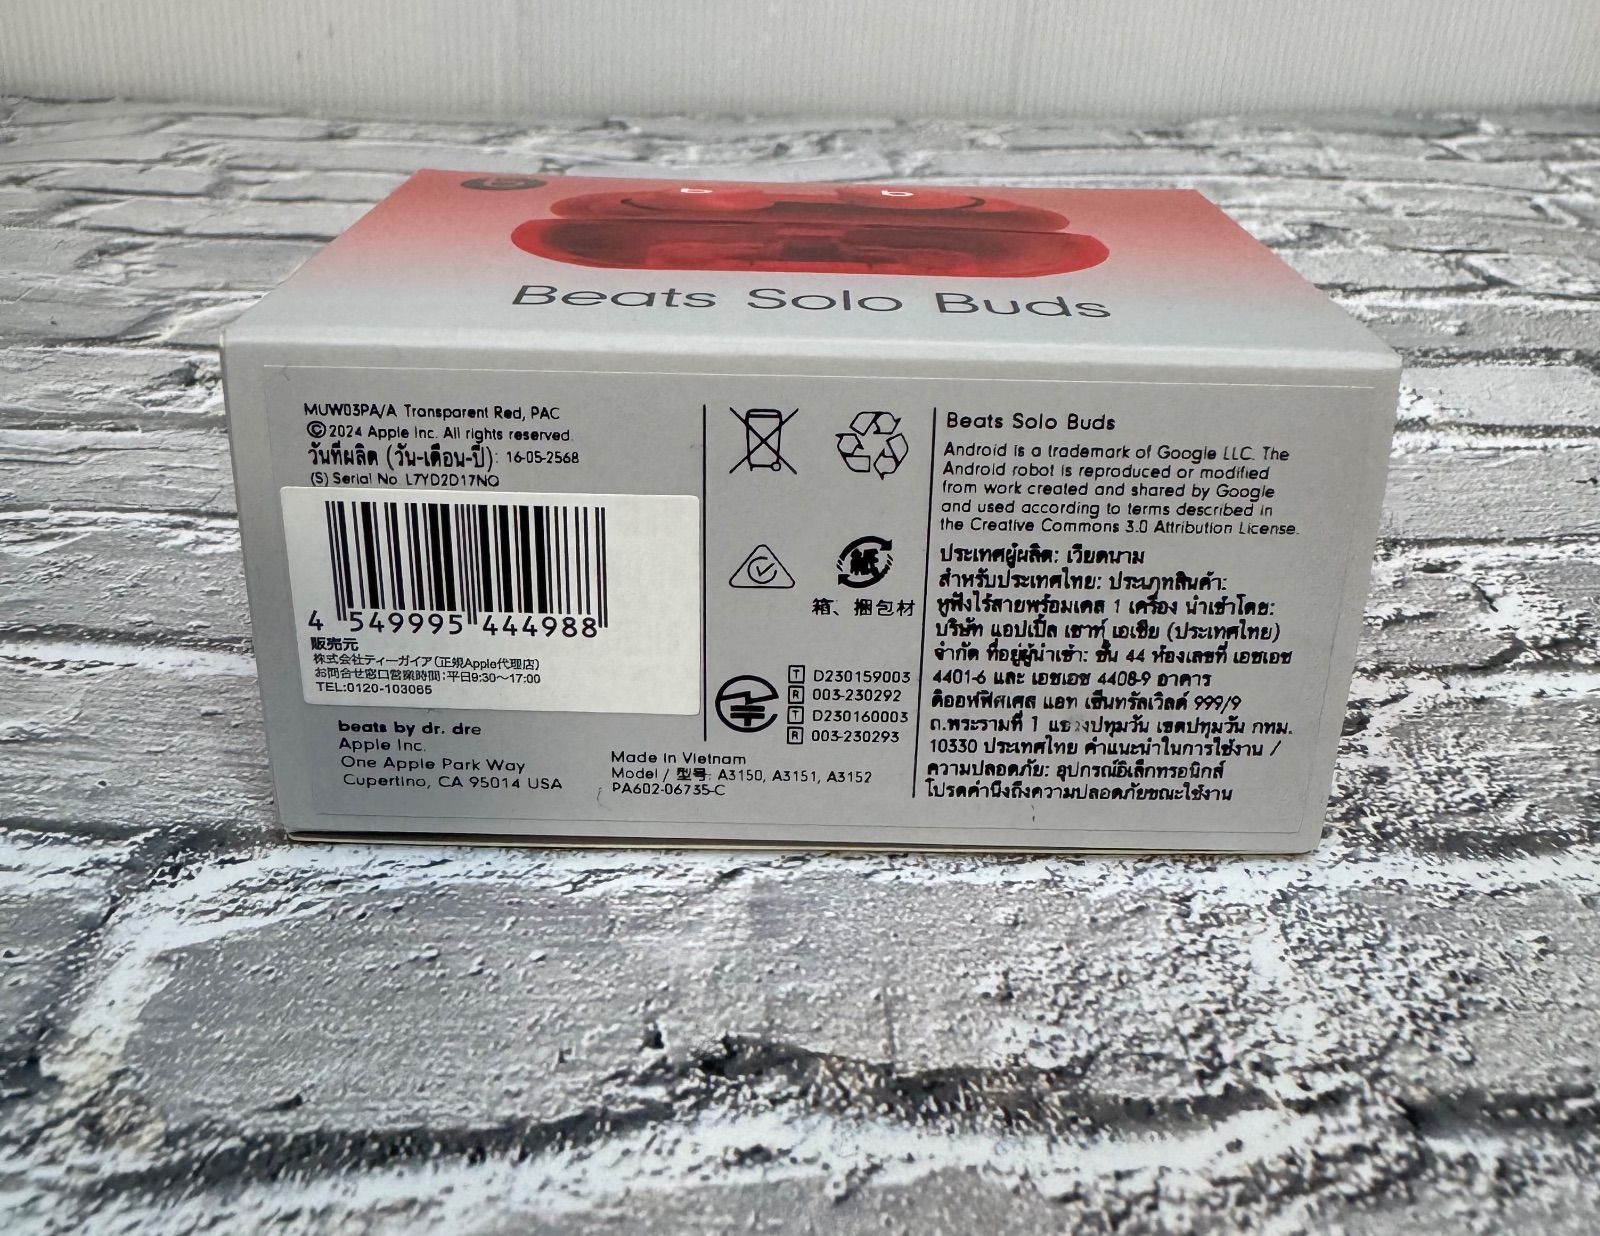 Beats Solo Buds
MUW03PA/A Transparent Red, PAC
©2024 Apple Inc. All rights reserved.
วันที่ผลิต (วัน-เดือน-ปี): 16-05-2568
(S) Serial No. L7YD2D17NQ
4 549995 444988
販売元
株式会社ティーガイア(正規Apple代理店)
お問合せ窓口営業時間:平日9:30~17:00
TEL:0120-103065
beats by dr. dre
Apple Inc.
One Apple Park Way
Cupertino, CA 95014 USA
Made in Vietnam
Model / 型号: A3150, A3151, A3152
PA602-06735-C
紙
箱、捆包材
T D230159003
R 003-230292
T D230160003
R 003-230293
Beats Solo Buds
Android is a trademark of Google LLC. The
Android robot is reproduced or modified
from work created and shared by Google
and used according to terms described in
the Creative Commons 3.0 Attribution License.
ประเทศผู้ผลิต: เวียดนาม
สำหรับประเทศไทย: ประเภทสินค้า:
หูฟังไร้สายพร้อมเคส 1 เครื่อง นำเข้าโดย:
บริษัท แอปเปิ้ล เซาท์ เอเชีย (ประเทศไทย)
จำกัด ที่อยู่ผู้นำเข้า: ชั้น 44 ห้องเลขที่ เอชเอช
4401-6 และ เอชเอช 4408-9 อาคาร
ดิออฟฟิศเศส แอท เซ็นทรัลเวิลด์ 999/9
ถ.พระรามที่ 1 แขวงปทุมวัน เขตปทุมวัน กทม.
10330 ประเทศไทย คำแนะนำในการใช้งาน /
ความปลอดภัย: อุปกรณ์อิเล็กทรอนิกส์
โปรดคำนึงถึงความปลอดภัยขณะใช้งาน